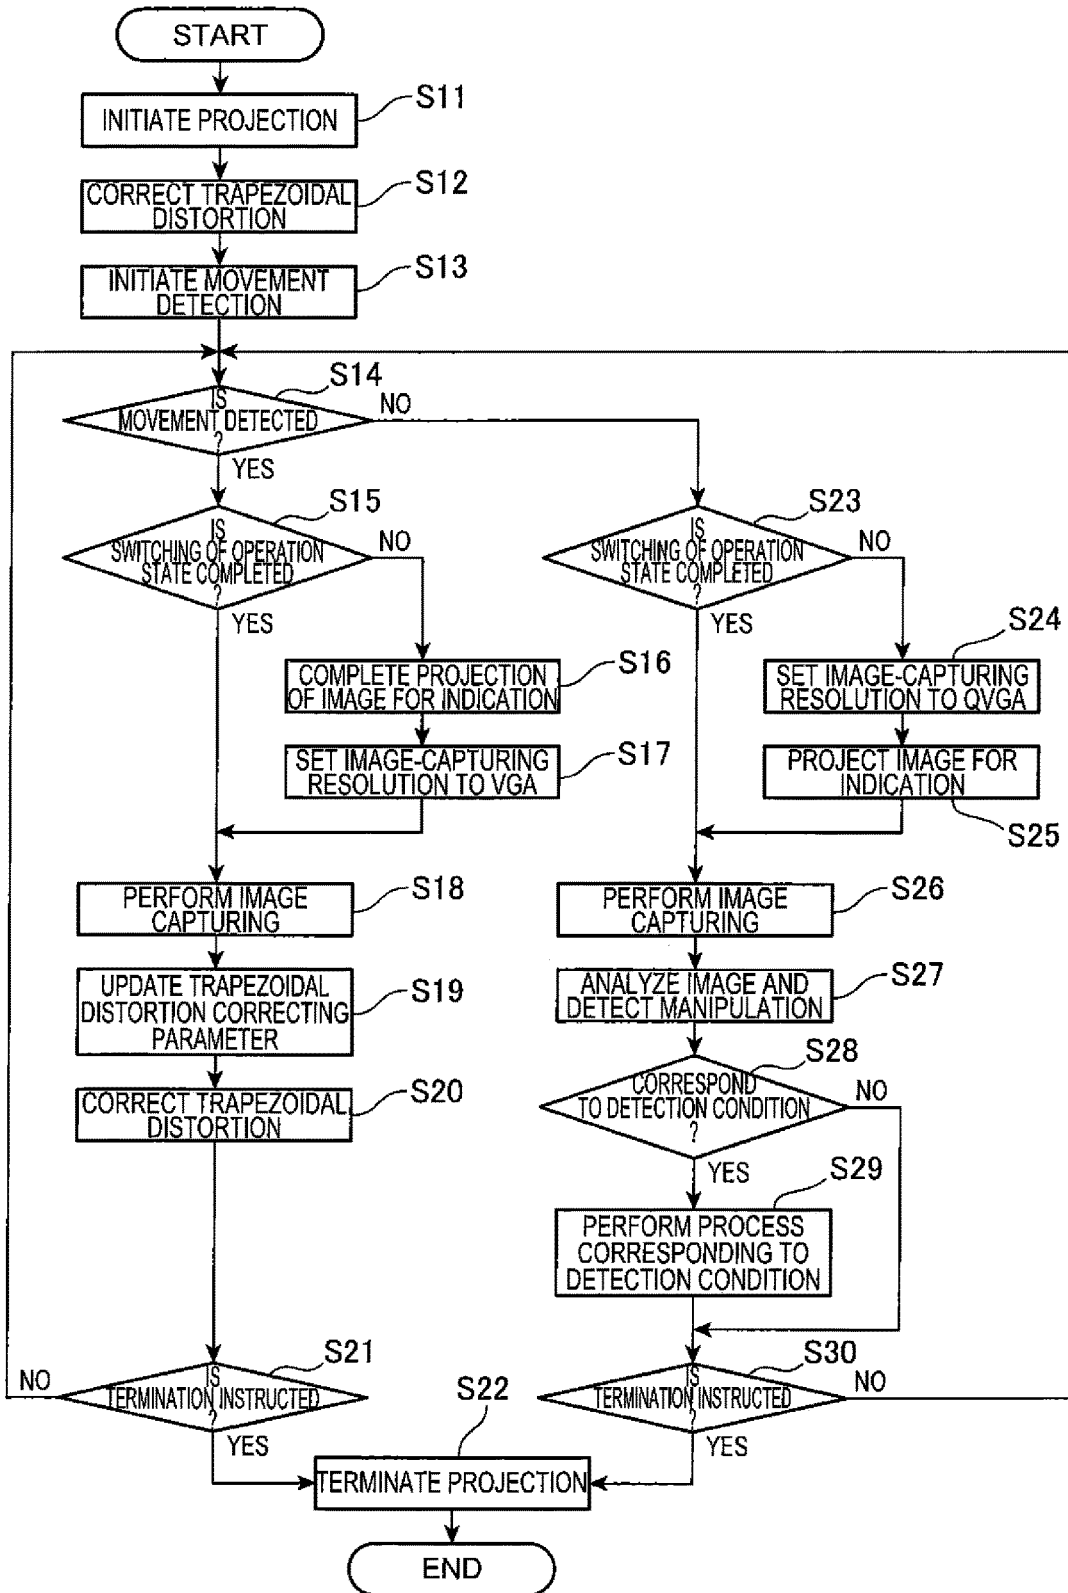 START
S11
INITIATE PROJECTION
S12
CORRECT TRAPEZOIDAL
DISTORTION
S13
INITIATE MOVEMENT
DETECTION
S14
IS
MOVEMENT DETECTED
?
NO
YES
S15
IS
SWITCHING OF OPERATION
STATE COMPLETED
?
NO
YES
S16
COMPLETE PROJECTION
OF IMAGE FOR INDICATION
S17
SET IMAGE-CAPTURING
RESOLUTION TO VGA
S18
PERFORM IMAGE
CAPTURING
S19
UPDATE TRAPEZOIDAL
DISTORTION CORRECTING
PARAMETER
S20
CORRECT TRAPEZOIDAL
DISTORTION
S21
IS
TERMINATION INSTRUCTED
?
NO
YES
S23
IS
SWITCHING OF OPERATION
STATE COMPLETED
?
NO
YES
S24
SET IMAGE-CAPTURING
RESOLUTION TO QVGA
PROJECT IMAGE FOR
INDICATION
S25
S26
PERFORM IMAGE
CAPTURING
S27
ANALYZE IMAGE AND
DETECT MANIPULATION
S28
CORRESPOND
TO DETECTION CONDITION
?
NO
YES
S29
PERFORM PROCESS
CORRESPONDING TO
DETECTION CONDITION
S30
IS
TERMINATION INSTRUCTED
?
NO
YES
S22
TERMINATE PROJECTION
END